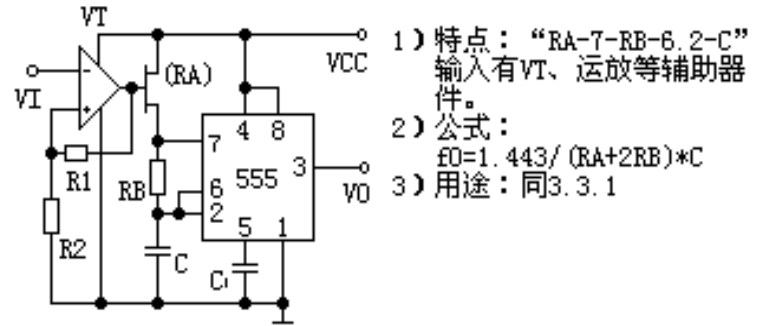 VT
VCC
(RA)
VI
R1
R2
RB
C
7
4 8
6
2
555
3
VO
5 1
C₁
1)特点:“RA-7-RB-6.2-C”
输入有VT、运放等辅助器
件。
2)公式:
f0=1.443/(RA+2RB)*C
3)用途:同3.3.1